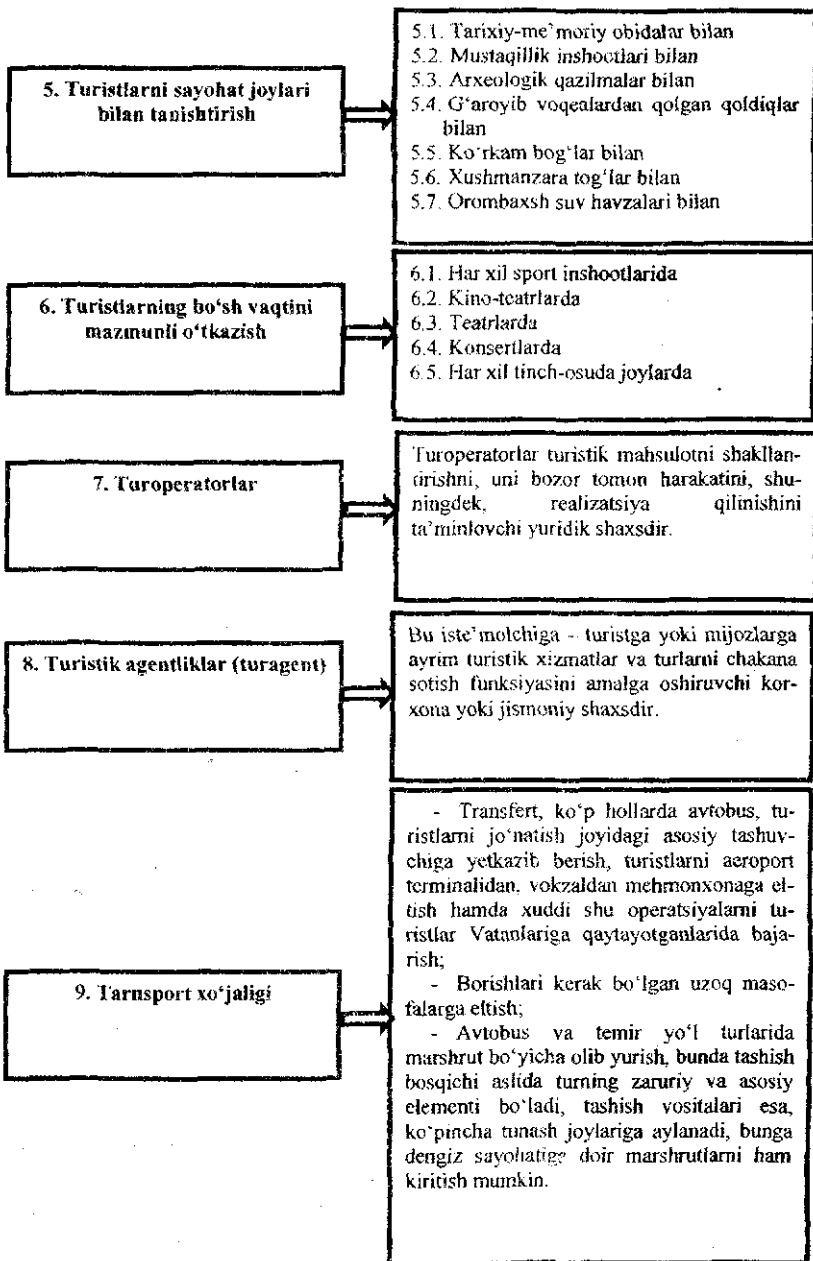 5. Turistlarni sayohat joylari
bilan tanishtirish
5.1. Tarixiy-me’moriy obidalar bilan
5.2. Mustaqillik inshootlari bilan
5.3. Arxeologik qazilmalar bilan
5.4. G‘aroyib voqealardan qolgan qoldiqlar
bilan
5.5. Ko‘rkam bog‘lar bilan
5.6. Xushmanzara tog‘lar bilan
5.7. Orombaxsh suv havzalari bilan
6. Turistlarning bo‘sh vaqtini
mazmunli o‘tkazish
6.1. Har xil sport inshootlarida
6.2. Kino-teatrlarda
6.3. Teatrlarda
6.4. Konsertlarda
6.5. Har xil tinch-osuda joylarda
7. Turoperatorlar
Turoperatorlar turistik mahsulotni shakllan-
tirishni, uni bozor tomon harakatini, shu-
ningdek, realizatsiya qilinishini
ta’minlovchi yuridik shaxsdir.
8. Turistik agentliklar (turagent)
Bu iste’molchiga – turistga yoki mijozlarga
ayrim turistik xizmatlar va turlarni chakana
sotish funksiyasini amalga oshiruvchi kor-
xona yoki jismoniy shaxsdir.
9. Tarnsport xo‘jaligi
- Transfert, ko‘p hollarda avtobus, tu-
ristlarni jo‘natish joyidagi asosiy tashuv-
chiga yetkazib berish, turistlarni aeroport
terminalidan, vokzaldan mehmonxonaga el-
tish hamda xuddi shu operatsiyalarni tu-
ristlar Vatanlariga qaytayotganlarida baja-
rish;
- Borishlari kerak bo‘lgan uzoq maso-
falarga eltish;
- Avtobus va temir yo‘l turlarida
marshrut bo‘yicha olib yurish, bunda tashish
bosqichi aslida turning zaruriy va asosiy
elementi bo‘ladi, tashish vositalari esa,
ko‘pincha tunash joylariga aylanadi, bunga
dengiz sayohatiga doir marshrutlarni ham
kiritish mumkin.